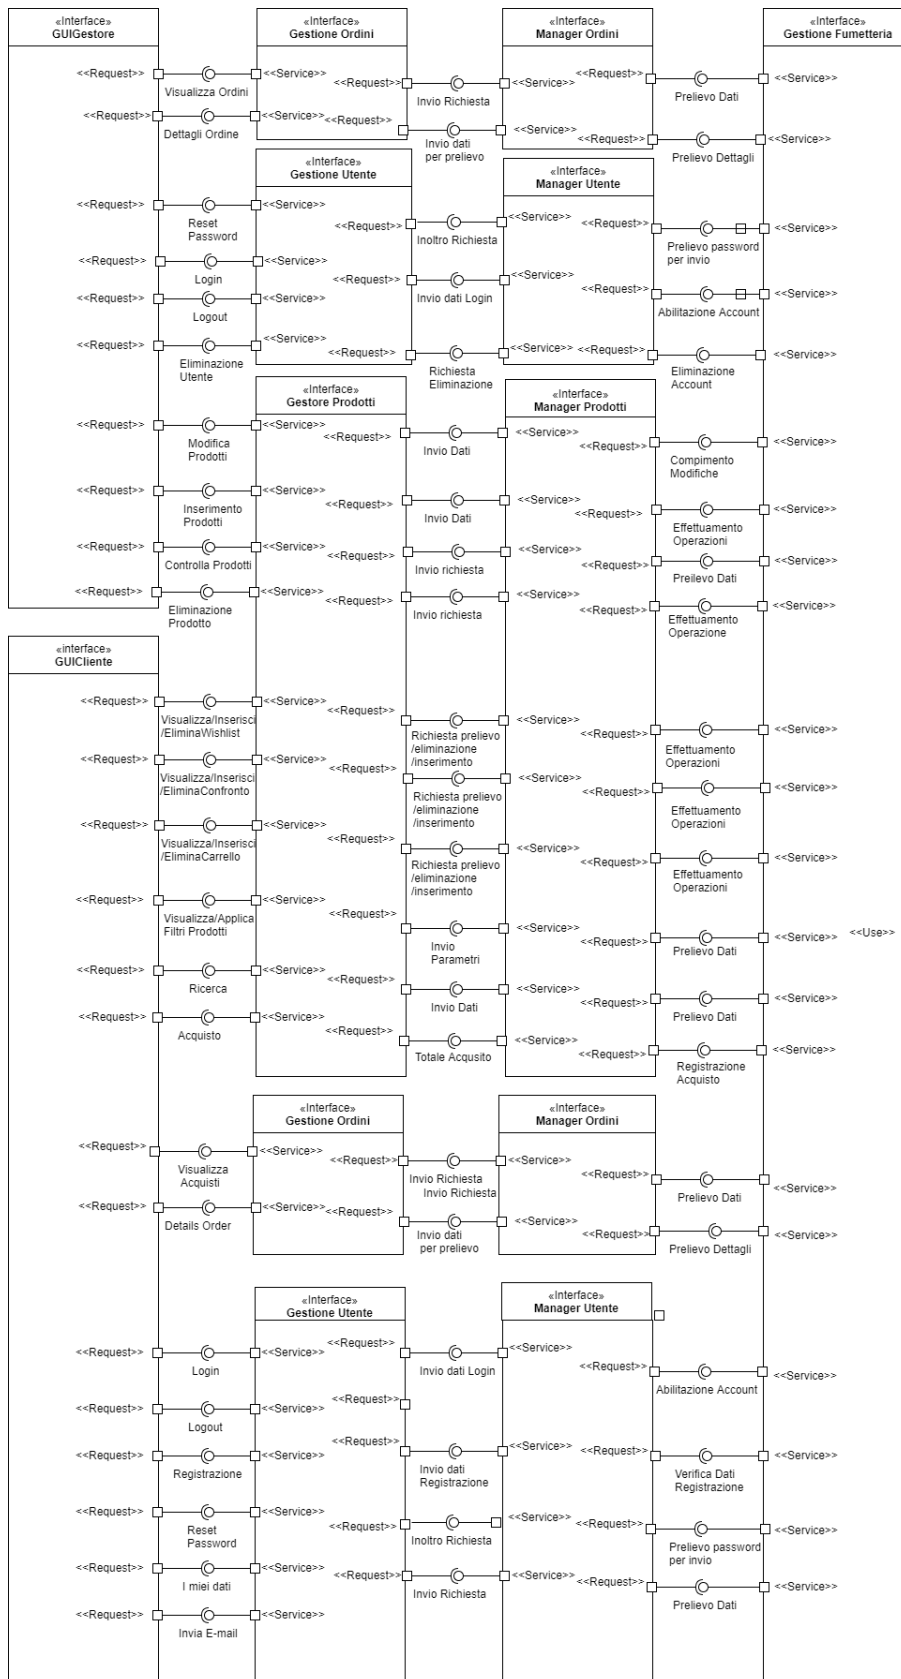 «Interface»
GUIGestore
«Interface»
Gestione Ordini
«Interface»
Manager Ordini
«Interface»
Gestione Fumetteria
<<Request>>
<<Service>>
<<Request>>
<<Service>>
<<Request>>
<<Service>>
Visualizza Ordini
Invio Richiesta
Prelievo Dati
<<Request>>
<<Service>>
<<Request>>
<<Service>>
<<Request>>
<<Service>>
Dettagli Ordine
Invio dati
per prelievo
Prelievo Dettagli
«Interface»
Gestione Utente
«Interface»
Manager Utente
<<Request>>
<<Service>>
<<Request>>
<<Service>>
<<Request>>
<<Service>>
Reset
Password
Inoltro Richiesta
Prelievo password
per invio
<<Request>>
<<Service>>
<<Request>>
<<Service>>
<<Request>>
<<Service>>
Login
Invio dati Login
Abilitazione Account
<<Request>>
<<Service>>
Logout
<<Request>>
<<Service>>
<<Request>>
<<Service>>
<<Request>>
<<Service>>
Eliminazione
Utente
Richiesta
Eliminazione
Eliminazione
Account
«Interface»
Gestore Prodotti
«Interface»
Manager Prodotti
<<Request>>
<<Service>>
<<Request>>
<<Service>>
<<Request>>
<<Service>>
Modifica
Prodotti
Invio Dati
Compimento
Modifiche
<<Request>>
<<Service>>
<<Request>>
<<Service>>
<<Request>>
<<Service>>
Inserimento
Prodotti
Invio Dati
Effettuamento
Operazioni
<<Request>>
<<Service>>
<<Request>>
<<Service>>
<<Request>>
<<Service>>
Controlla Prodotti
Invio richiesta
Preilevo Dati
<<Request>>
<<Service>>
<<Request>>
<<Service>>
<<Request>>
<<Service>>
Eliminazione
Prodotto
Invio richiesta
Effettuamento
Operazione
«interface»
GUICliente
<<Request>>
<<Service>>
<<Request>>
<<Service>>
<<Request>>
<<Service>>
Visualizza/Inserisci
/EliminaWishlist
Richiesta prelievo
/eliminazione
/inserimento
Effettuamento
Operazioni
<<Request>>
<<Service>>
<<Request>>
<<Service>>
<<Request>>
<<Service>>
Visualizza/Inserisci
/EliminaConfronto
Richiesta prelievo
/eliminazione
/inserimento
Effettuamento
Operazioni
<<Request>>
<<Service>>
<<Request>>
<<Service>>
<<Request>>
<<Service>>
Visualizza/Inserisci
/EliminaCarrello
Richiesta prelievo
/eliminazione
/inserimento
Effettuamento
Operazioni
<<Request>>
<<Service>>
<<Request>>
<<Service>>
<<Request>>
<<Service>>
<<Use>>
Visualizza/Applica
Filtri Prodotti
Invio
Parametri
Prelievo Dati
<<Request>>
<<Service>>
<<Request>>
<<Service>>
<<Request>>
<<Service>>
Ricerca
Invio Dati
Prelievo Dati
<<Request>>
<<Service>>
<<Request>>
<<Service>>
<<Request>>
<<Service>>
Acquisto
Totale Acqusito
Registrazione
Acquisto
«Interface»
Gestione Ordini
«Interface»
Manager Ordini
<<Request>>
<<Service>>
<<Request>>
<<Service>>
<<Request>>
<<Service>>
Visualizza
Acquisti
Invio Richiesta
Invio Richiesta
Prelievo Dati
<<Request>>
<<Service>>
<<Request>>
<<Service>>
<<Request>>
<<Service>>
Details Order
Invio dati
per prelievo
Prelievo Dettagli
«Interface»
Gestione Utente
«Interface»
Manager Utente
<<Request>>
<<Service>>
<<Request>>
<<Service>>
<<Request>>
<<Service>>
Login
Invio dati Login
Abilitazione Account
<<Request>>
<<Service>>
<<Request>>
Logout
<<Request>>
<<Service>>
<<Request>>
<<Service>>
<<Request>>
<<Service>>
Registrazione
Invio dati
Registrazione
Verifica Dati
Registrazione
<<Request>>
<<Service>>
<<Request>>
<<Service>>
<<Request>>
<<Service>>
Reset
Password
Inoltro Richiesta
Prelievo password
per invio
<<Request>>
<<Service>>
<<Request>>
<<Service>>
<<Request>>
<<Service>>
I miei dati
Invio Richiesta
Prelievo Dati
<<Request>>
<<Service>>
Invia E-mail